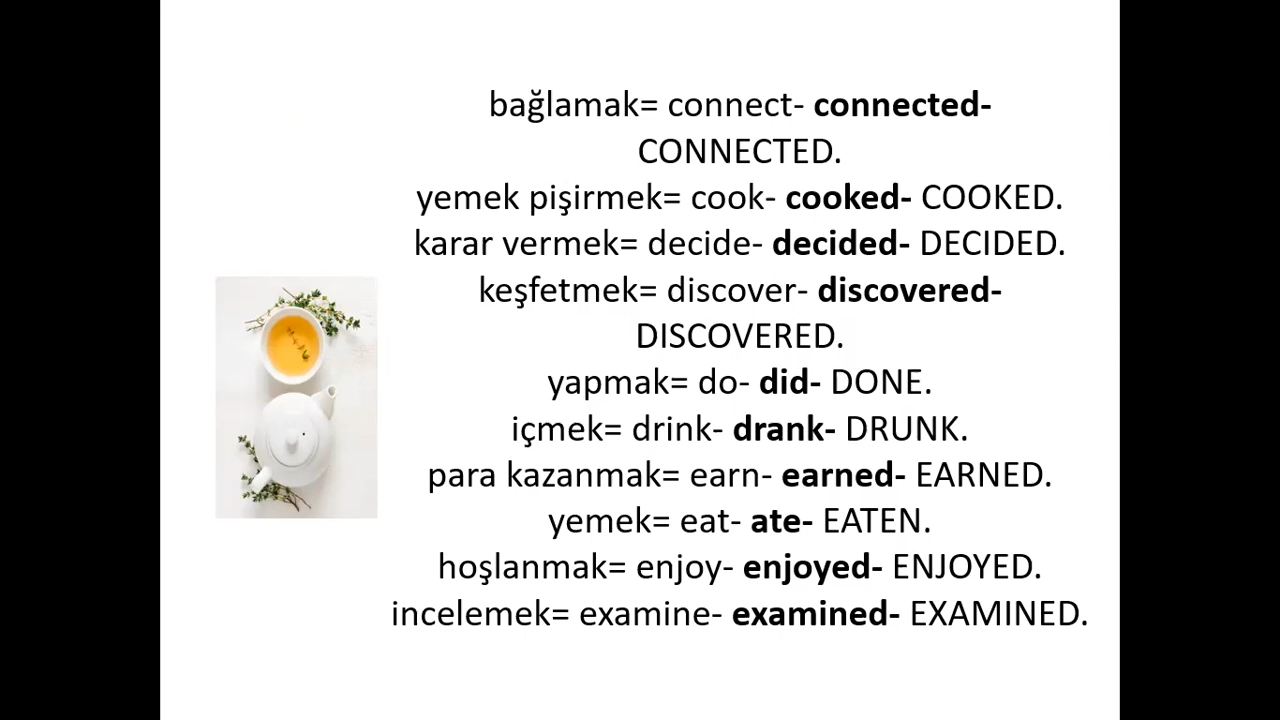 bağlamak= connect- connected-
CONNECTED.
yemek pişirmek= cook- cooked- COOKED.
karar vermek= decide- decided- DECIDED.
keşfetmek= discover- discovered-
DISCOVERED.
yapmak= do- did- DONE.
içmek= drink- drank- DRUNK.
para kazanmak= earn- earned- EARNED.
yemek= eat- ate- EATEN.
hoşlanmak= enjoy- enjoyed- ENJOYED.
incelemek= examine- examined- EXAMINED.